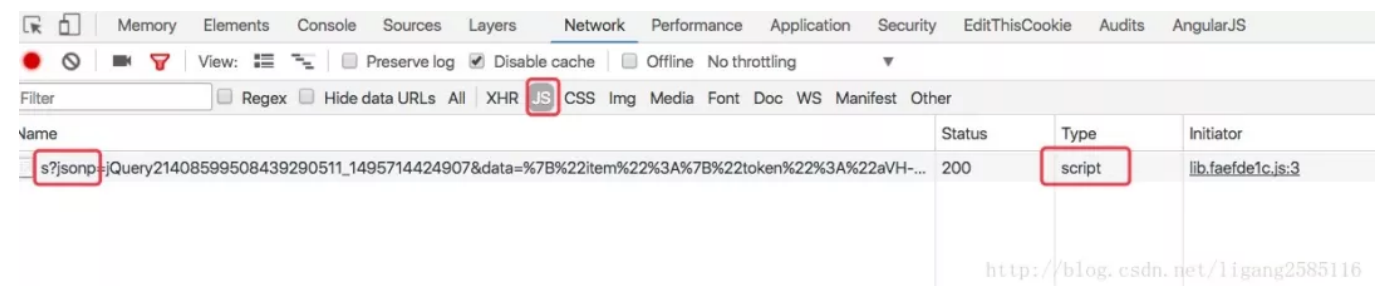 Memory Elements Console Sources Layers Network Performance Application Security EditThisCookie Audits AngularJS
View: Preserve log Disable cache Offline No throttling
Filter Regex Hide data URLs All XHR JS CSS Img Media Font Doc WS Manifest Other
Name Status Type Initiator
s?jsonp=jQuery21408599508439290511_1495714424907&data=%7B%22item%22%3A%7B%22token%22%3A%22aVH-... 200 script lib.faefde1c.js:3
http://blog.csdn.net/ligang2585116